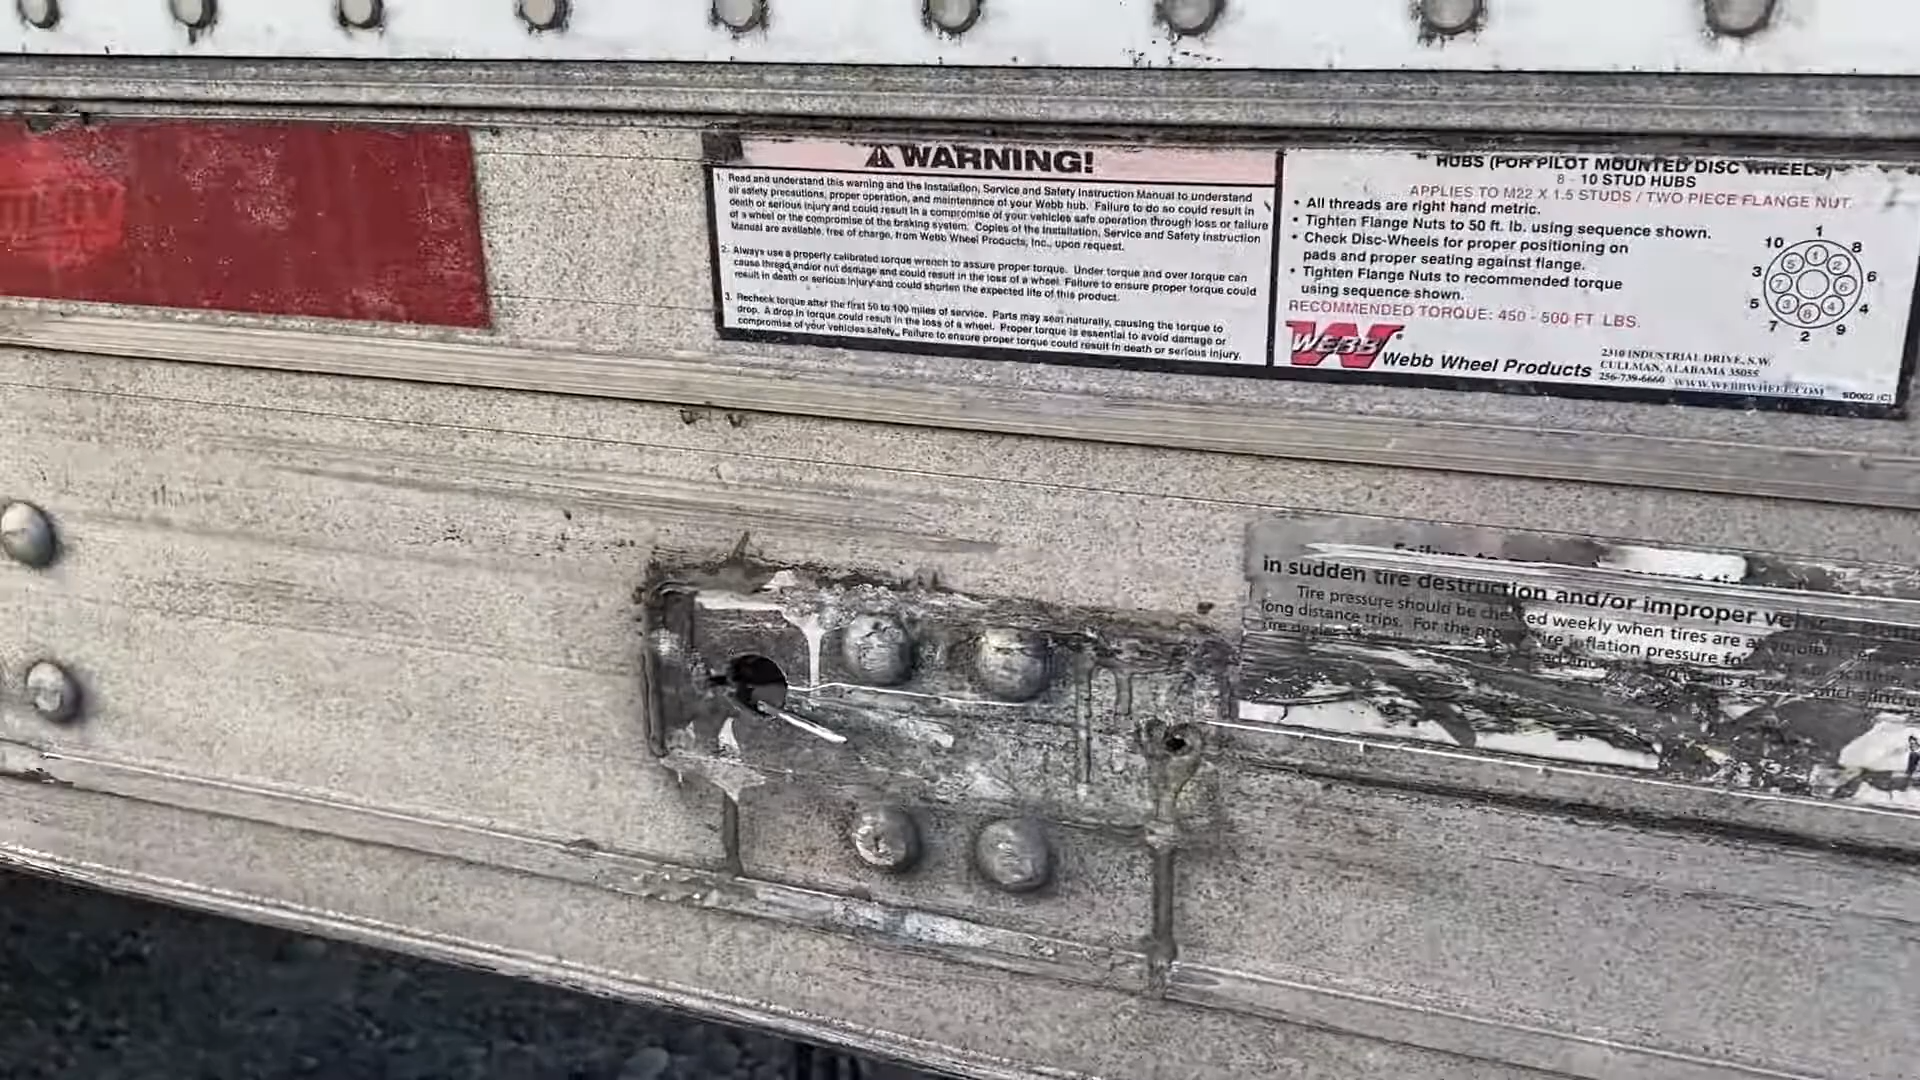 WARNING!
1. Read and understand this warning and the Installation, Service and Safety Instruction Manual to understand
all safety precautions, proper operation, and maintenance of your Webb hub. Failure to do so could result in
death or serious injury and could result in a compromise of your vehicles safe operation through loss or failure
of a wheel or the compromise of the braking system. Copies of the Installation, Service and Safety Instruction
Manual are available, free of charge, from Webb Wheel Products, Inc., upon request.
2. Always use a properly calibrated torque wrench to assure proper torque. Under torque and over torque can
cause thread and/or nut damage and could result in the loss of a wheel. Failure to ensure proper torque could
result in death or serious injury and could shorten the expected life of this product.
3. Recheck torque after the first 50 to 100 miles of service. Parts may seat naturally, causing the torque to
drop. A drop in torque could result in the loss of a wheel. Proper torque is essential to avoid damage or
compromise of your vehicles safety. Failure to ensure proper torque could result in death or serious injury.
HUBS (FOR PILOT MOUNTED DISC WHEELS)
8 - 10 STUD HUBS
APPLIES TO M22 X 1.5 STUDS / TWO PIECE FLANGE NUT.
• All threads are right hand metric.
• Tighten Flange Nuts to 50 ft. lb. using sequence shown.
• Check Disc-Wheels for proper positioning on
pads and proper seating against flange.
• Tighten Flange Nuts to recommended torque
using sequence shown.
RECOMMENDED TORQUE: 450 - 500 FT LBS.
1
10 8
3 6
5 4
7 9
2
1
5 2
7 6
3 4
8
WEBB
Webb Wheel Products
2310 INDUSTRIAL DRIVE, S.W.
CULLMAN, ALABAMA 35055
256-739-6660 WWW.WEBBWHEEL.COM
SD002 (C)
Failure to
in sudden tire destruction and/or improper
Tire pressure should be checked weekly when tires are
long distance trips. For the tire inflation pressure
tire